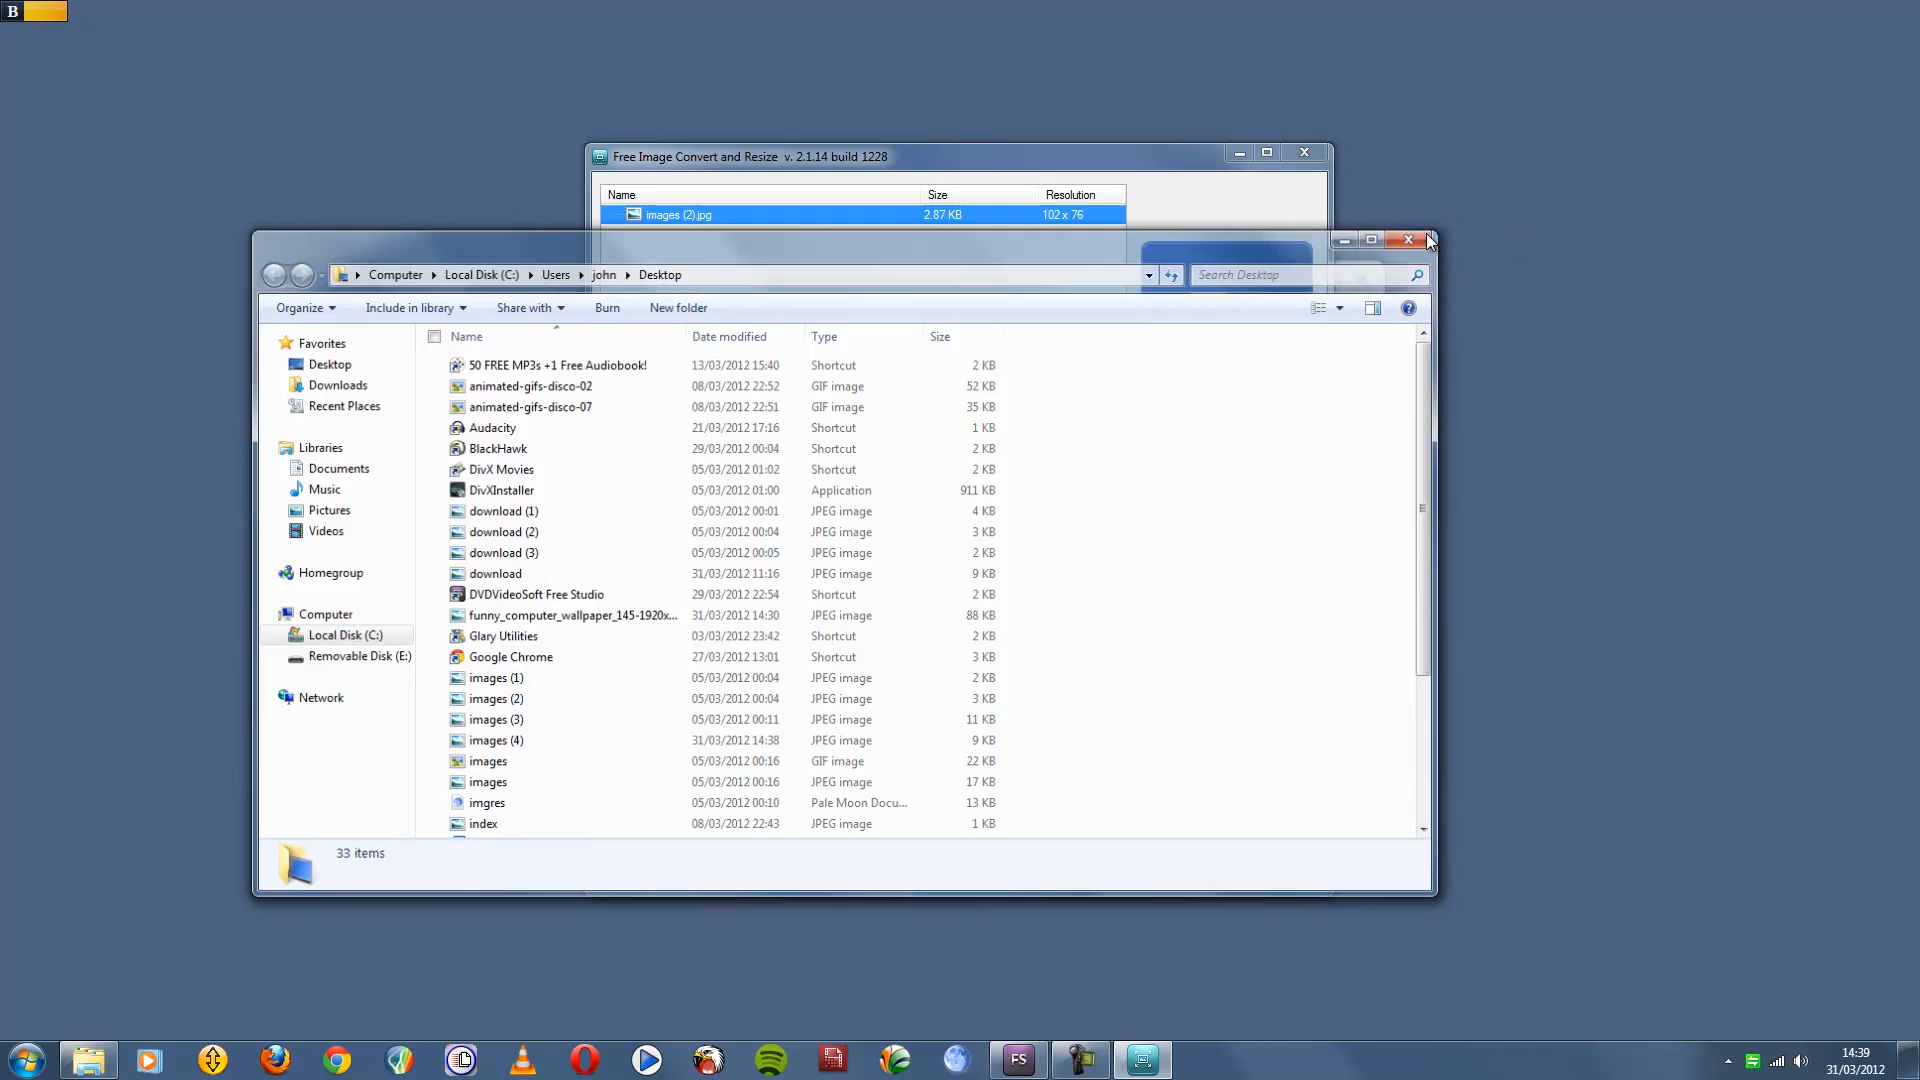 B
Free Image Convert and Resize v. 2.1.14 build 1228
Name Size Resolution
images (2).jpg 2.87 KB 102 x 76
Computer Local Disk (C:) Users john Desktop Search Desktop
Organize Include in library Share with Burn New folder
Name Date modified Type Size
Favorites
Desktop
Downloads
Recent Places
Libraries
Documents
Music
Pictures
Videos
Homegroup
Computer
Local Disk (C:)
Removable Disk (E:)
Network
50 FREE MP3s +1 Free Audiobook! 13/03/2012 15:40 Shortcut 2 KB
animated-gifs-disco-02 08/03/2012 22:52 GIF image 52 KB
animated-gifs-disco-07 08/03/2012 22:51 GIF image 35 KB
Audacity 21/03/2012 17:16 Shortcut 1 KB
BlackHawk 29/03/2012 00:04 Shortcut 2 KB
DivX Movies 05/03/2012 01:02 Shortcut 2 KB
DivXInstaller 05/03/2012 01:00 Application 911 KB
download (1) 05/03/2012 00:01 JPEG image 4 KB
download (2) 05/03/2012 00:04 JPEG image 3 KB
download (3) 05/03/2012 00:05 JPEG image 2 KB
download 31/03/2012 11:16 JPEG image 9 KB
DVDVideoSoft Free Studio 29/03/2012 22:54 Shortcut 2 KB
funny_computer_wallpaper_145-1920x... 31/03/2012 14:30 JPEG image 88 KB
Glary Utilities 03/03/2012 23:42 Shortcut 2 KB
Google Chrome 27/03/2012 13:01 Shortcut 3 KB
images (1) 05/03/2012 00:04 JPEG image 2 KB
images (2) 05/03/2012 00:04 JPEG image 3 KB
images (3) 05/03/2012 00:11 JPEG image 11 KB
images (4) 31/03/2012 14:38 JPEG image 9 KB
images 05/03/2012 00:16 GIF image 22 KB
images 05/03/2012 00:16 JPEG image 17 KB
imgres 05/03/2012 00:10 Pale Moon Docu... 13 KB
index 08/03/2012 22:43 JPEG image 1 KB
33 items
FS
14:39
31/03/2012